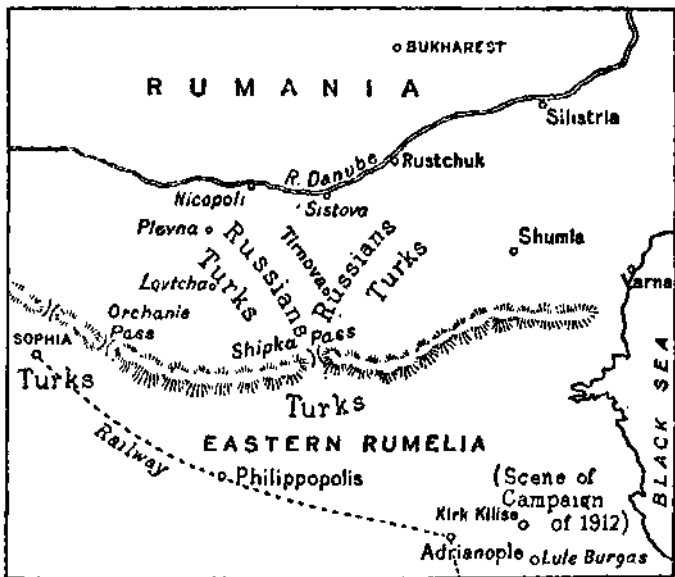 BUKHAREST
RUMANIA
Silistria
R. Danube
Rustchuk
Nicopoli
Sistova
Plevna
Russians
Tirnova
Russians
Shumla
Turks
Turks
Varna
Lovtcha
Orchanie
Pass
SOPHIA
Shipka Pass
Turks
Turks
BLACK SEA
EASTERN RUMELIA
Railway
Philippopolis
(Scene of
Campaign
of 1912)
Kirk Kilise
Adrianople
Lule Burgas